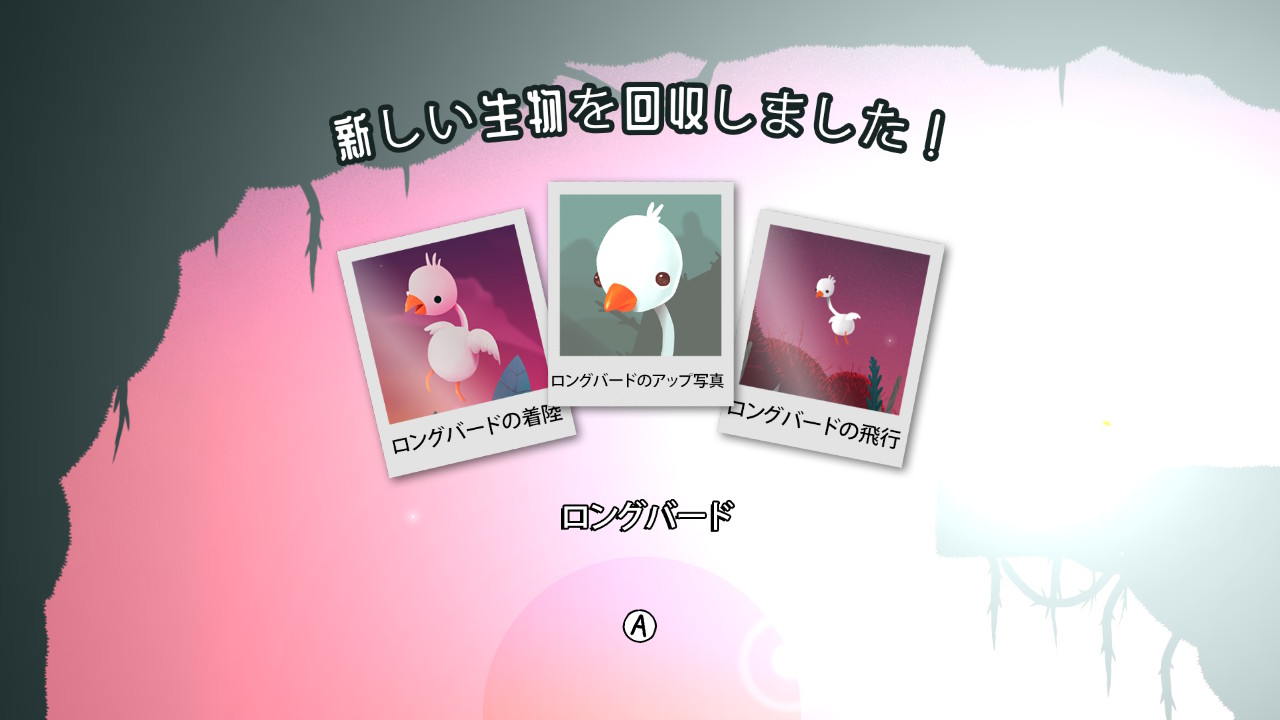 新しい生物を回収しました！
ロングバードの着陸
ロングバードのアップ写真
ロングバードの飛行
ロングバード
A